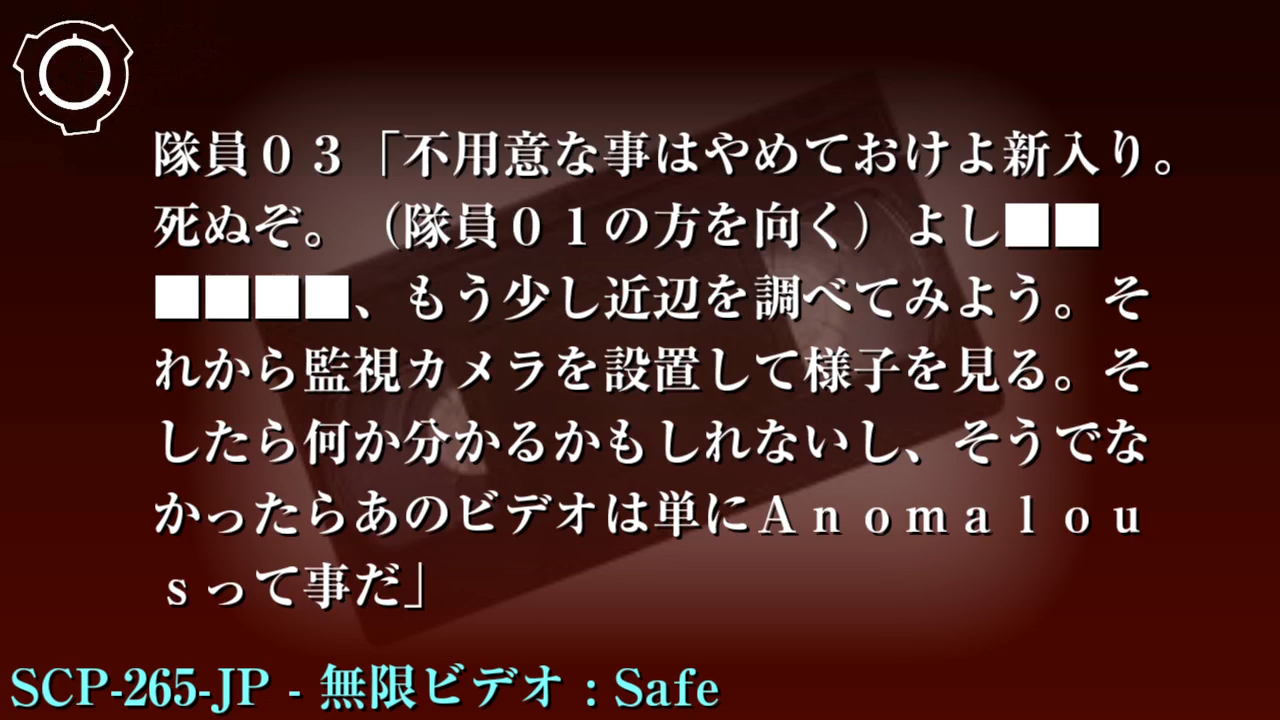 隊員０３「不用意な事はやめておけよ新入り。
死ぬぞ。（隊員０１の方を向く）よし██
████、もう少し近辺を調べてみよう。そ
れから監視カメラを設置して様子を見る。そ
したら何か分かるかもしれないし、そうでな
かったらあのビデオは単にＡｎｏｍａｌｏｕ
ｓって事だ」
SCP-265-JP - 無限ビデオ : Safe